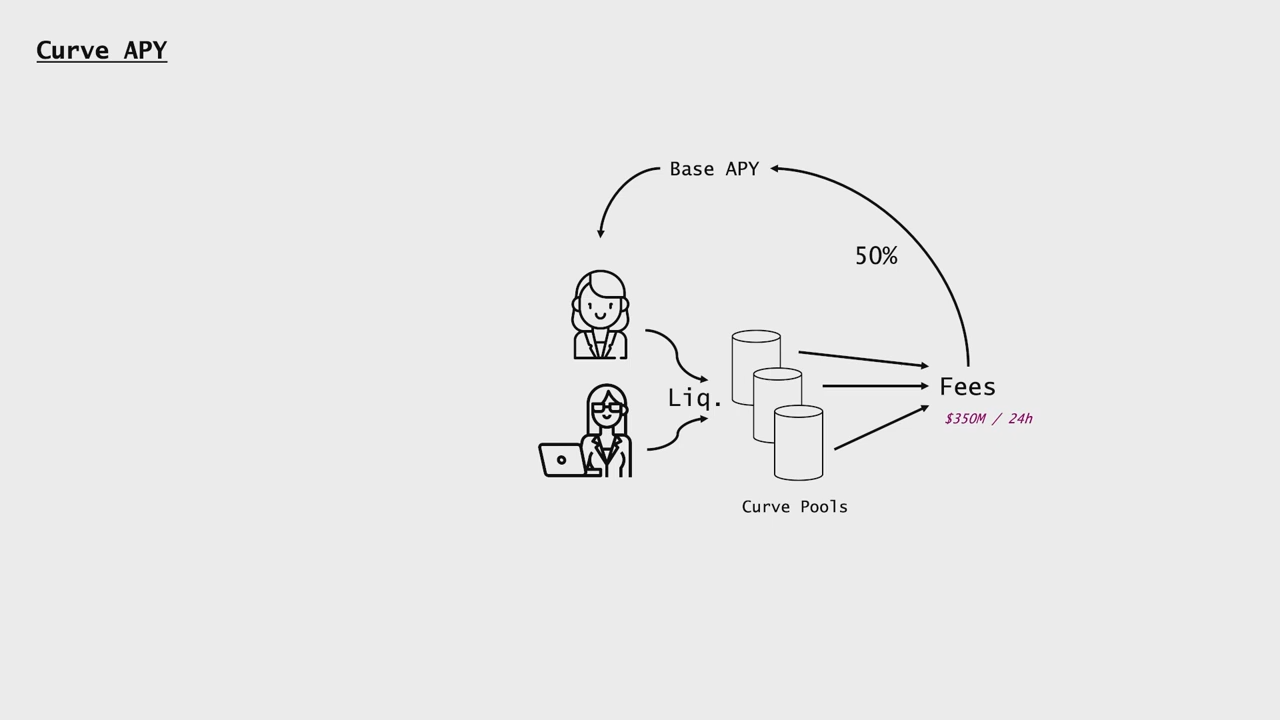 Curve APY
Base APY
50%
Liq.
Fees
$350M / 24h
Curve Pools